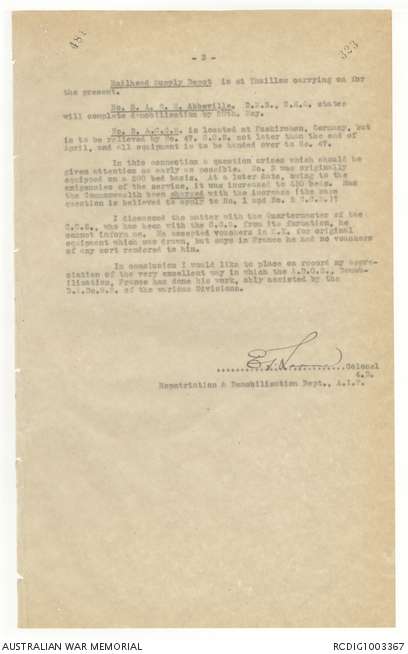 481
323
- 3 -
Railhead Supply Depot is at Thuilles carrying on for
the present.
No. 5. A. C. H. Abbeville. D.M.S., G.H.Q. states
will complete demobilisation by 20th. May.
No. 3. A.C.C.S. is located at Euskirchen, Germany, but
is to be relieved by No. 47. C.C.S. not later than the end of
April, and all equipment is to be handed over to No. 47.
In this connection a question arises which should be
given attention as early as possible. No. 3 was originally
equipped on a 200 bed basis. At a later date, owing to the
exigencies of the service, it was increased to beds. Has
the Commonwealth been charged with the increase (the same
question is believed to apply to No. 1 and No. 2 C.C.S.)?
I discussed the matter with the Quartermaster of the
C.C.S., who has been with the C.C.S. from its formation, he
cannot inform me. He accepted vouchers in E.K. for original
equipment which was drawn, but says in France he had no vouchers
of any sort rendered to him.
In conclusion I would like to place on record my appre-
ciation of the very excellent way in which the A.D.O.S., Demob-
ilisation, France has done his work, ably assisted by the
D.A.Do.S.S. of the various Divisions.
Colonel
Repatriation & Demobilisation Dept., A.I.F.
AUSTRALIAN WAR MEMORIAL
RCDIG1003367